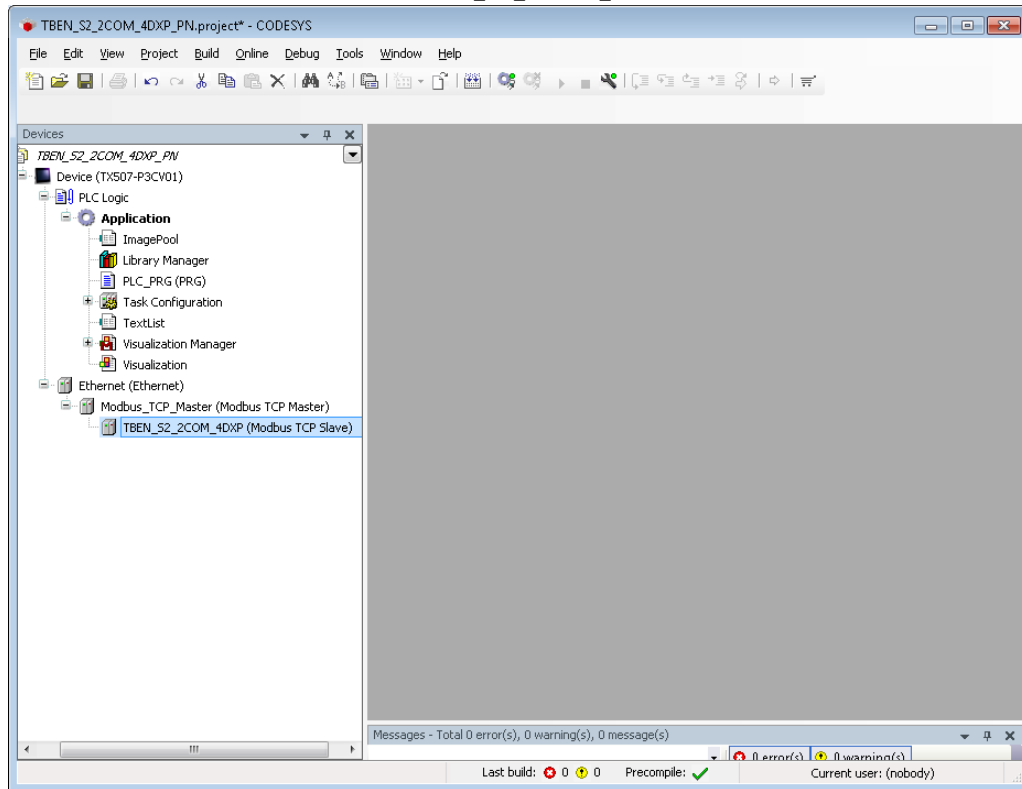 TBEN_S2_2COM_4DXP_PN.project* - CODESYS
File Edit View Project Build Online Debug Tools Window Help
Devices
TBEN_S2_2COM_4DXP_PN
Device (TX507-P3CV01)
PLC Logic
Application
ImagePool
Library Manager
PLC_PRG (PRG)
Task Configuration
TextList
Visualization Manager
Visualization
Ethernet (Ethernet)
Modbus_TCP_Master (Modbus TCP Master)
TBEN_S2_2COM_4DXP (Modbus TCP Slave)
Messages - Total 0 error(s), 0 warning(s), 0 message(s)
0 error(s) 0 warning(s)
Last build: 0 0 Precompile: Current user: (nobody)